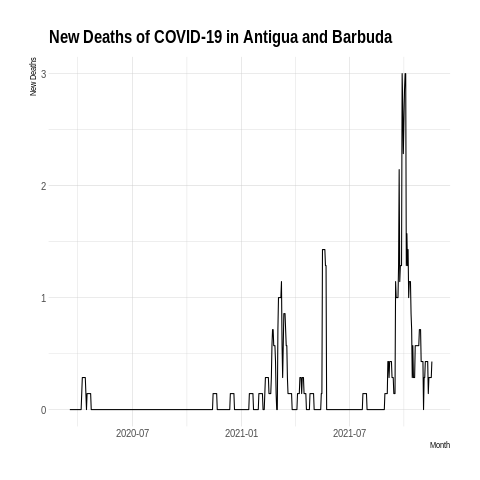 New Deaths of COVID-19 in Antigua and Barbuda
New Deaths
3
2
1
0
2020-07 2021-01 2021-07
Month